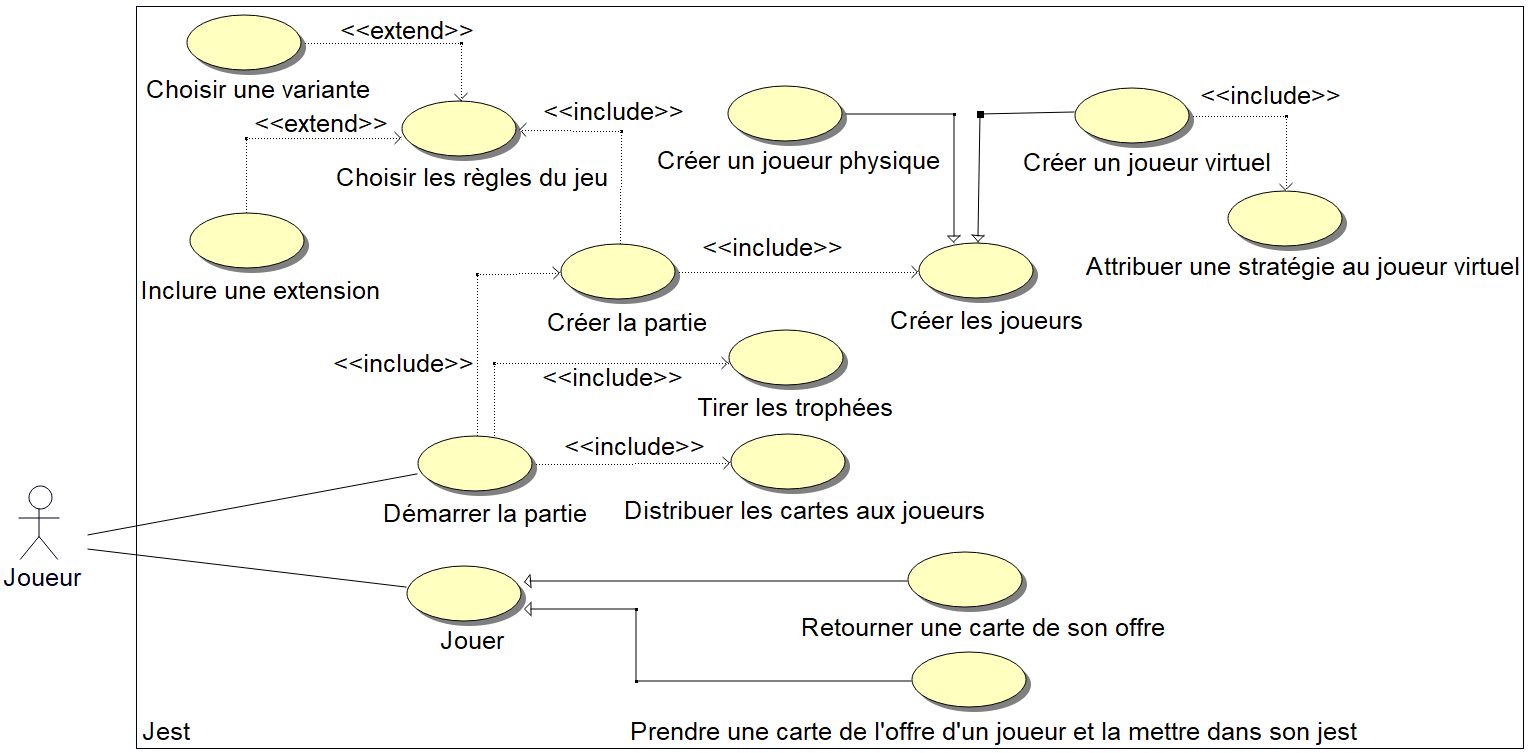 <<extend>>
Choisir une variante
<<extend>>
<<include>>
<<include>>
Choisir les règles du jeu
Créer un joueur physique
Créer un joueur virtuel
Inclure une extension
<<include>>
Attribuer une stratégie au joueur virtuel
Créer la partie
Créer les joueurs
<<include>>
<<include>>
Tirer les trophées
<<include>>
Démarrer la partie
Distribuer les cartes aux joueurs
Joueur
Jouer
Retourner une carte de son offre
Jest
Prendre une carte de l'offre d'un joueur et la mettre dans son jest